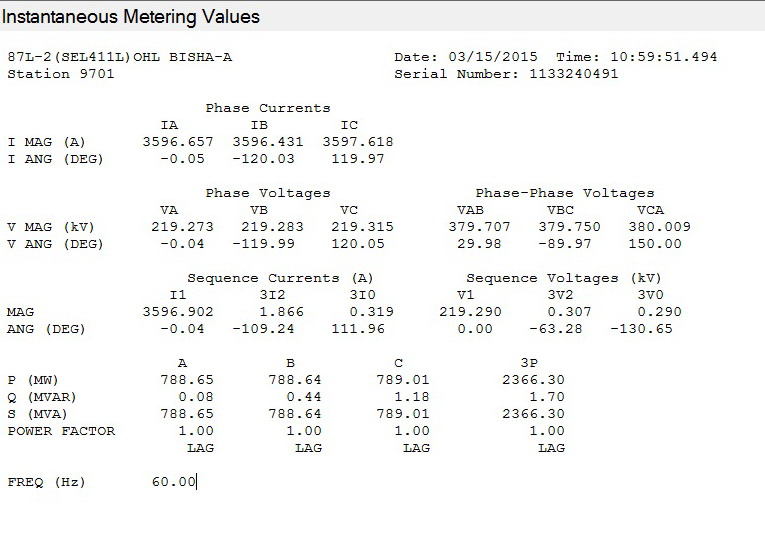 Instantaneous Metering Values
87L-2(SEL411L)OHL BISHA-A Date: 03/15/2015 Time: 10:59:51.494
Station 9701 Serial Number: 1133240491
Phase Currents
IA IB IC
I MAG (A) 3596.657 3596.431 3597.618
I ANG (DEG) -0.05 -120.03 119.97
Phase Voltages Phase-Phase Voltages
VA VB VC VAB VBC VCA
V MAG (kV) 219.273 219.283 219.315 379.707 379.750 380.009
V ANG (DEG) -0.04 -119.99 120.05 29.98 -89.97 150.00
Sequence Currents (A) Sequence Voltages (kV)
I1 3I2 3I0 V1 3V2 3V0
MAG 3596.902 1.866 0.319 219.290 0.307 0.290
ANG (DEG) -0.04 -109.24 111.96 0.00 -63.28 -130.65
A B C 3P
P (MW) 788.65 788.64 789.01 2366.30
Q (MVAR) 0.08 0.44 1.18 1.70
S (MVA) 788.65 788.64 789.01 2366.30
POWER FACTOR 1.00 1.00 1.00 1.00
LAG LAG LAG LAG
FREQ (Hz) 60.00